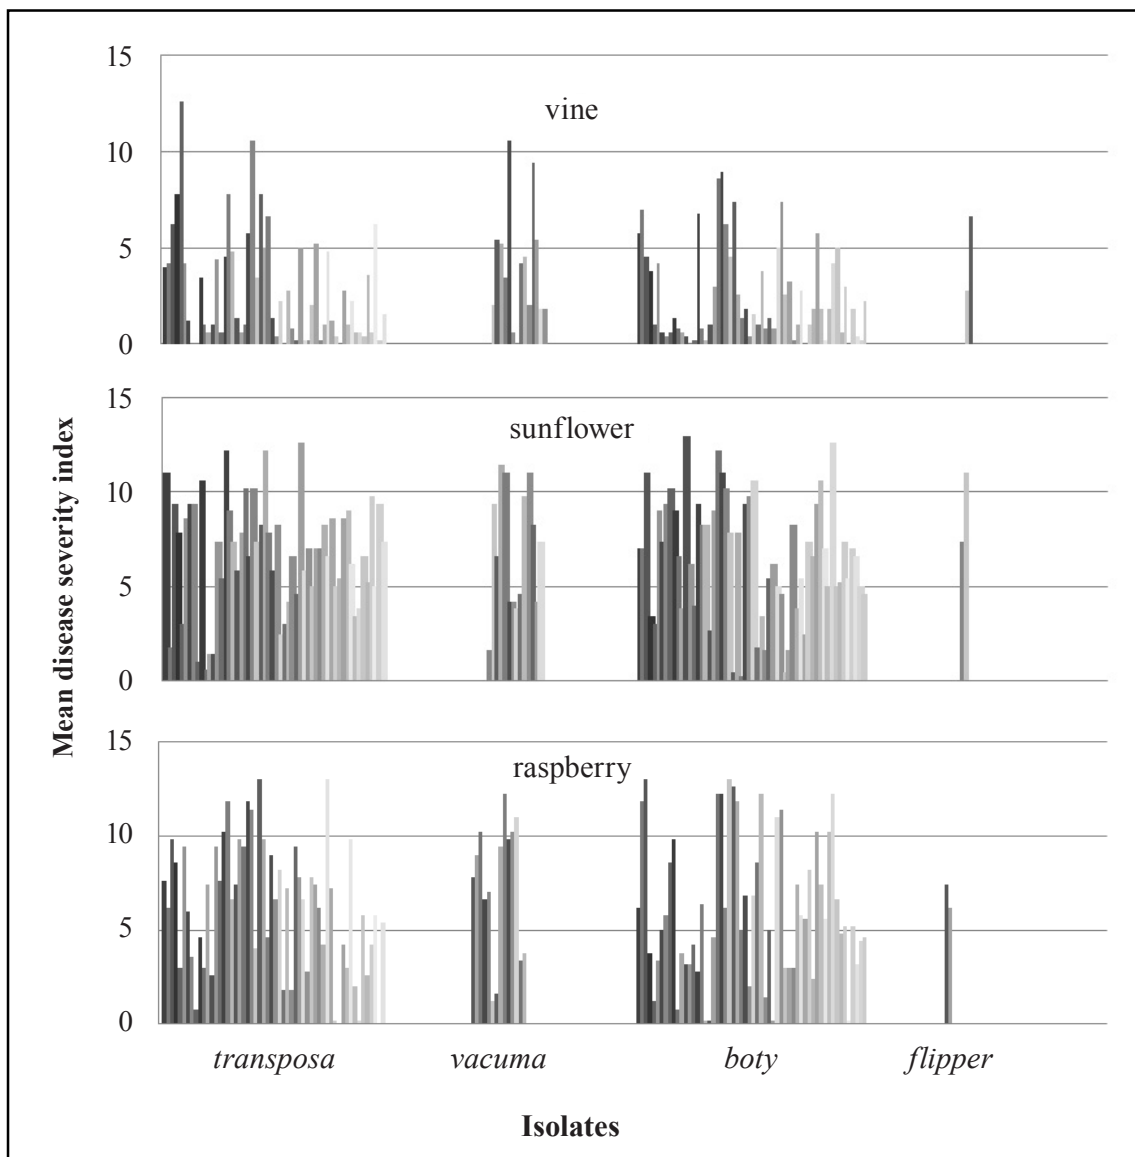 Mean disease severity index
15
vine
10
5
0
15
sunflower
10
5
0
15
raspberry
10
5
0
transposa vacuma boty flipper
Isolates